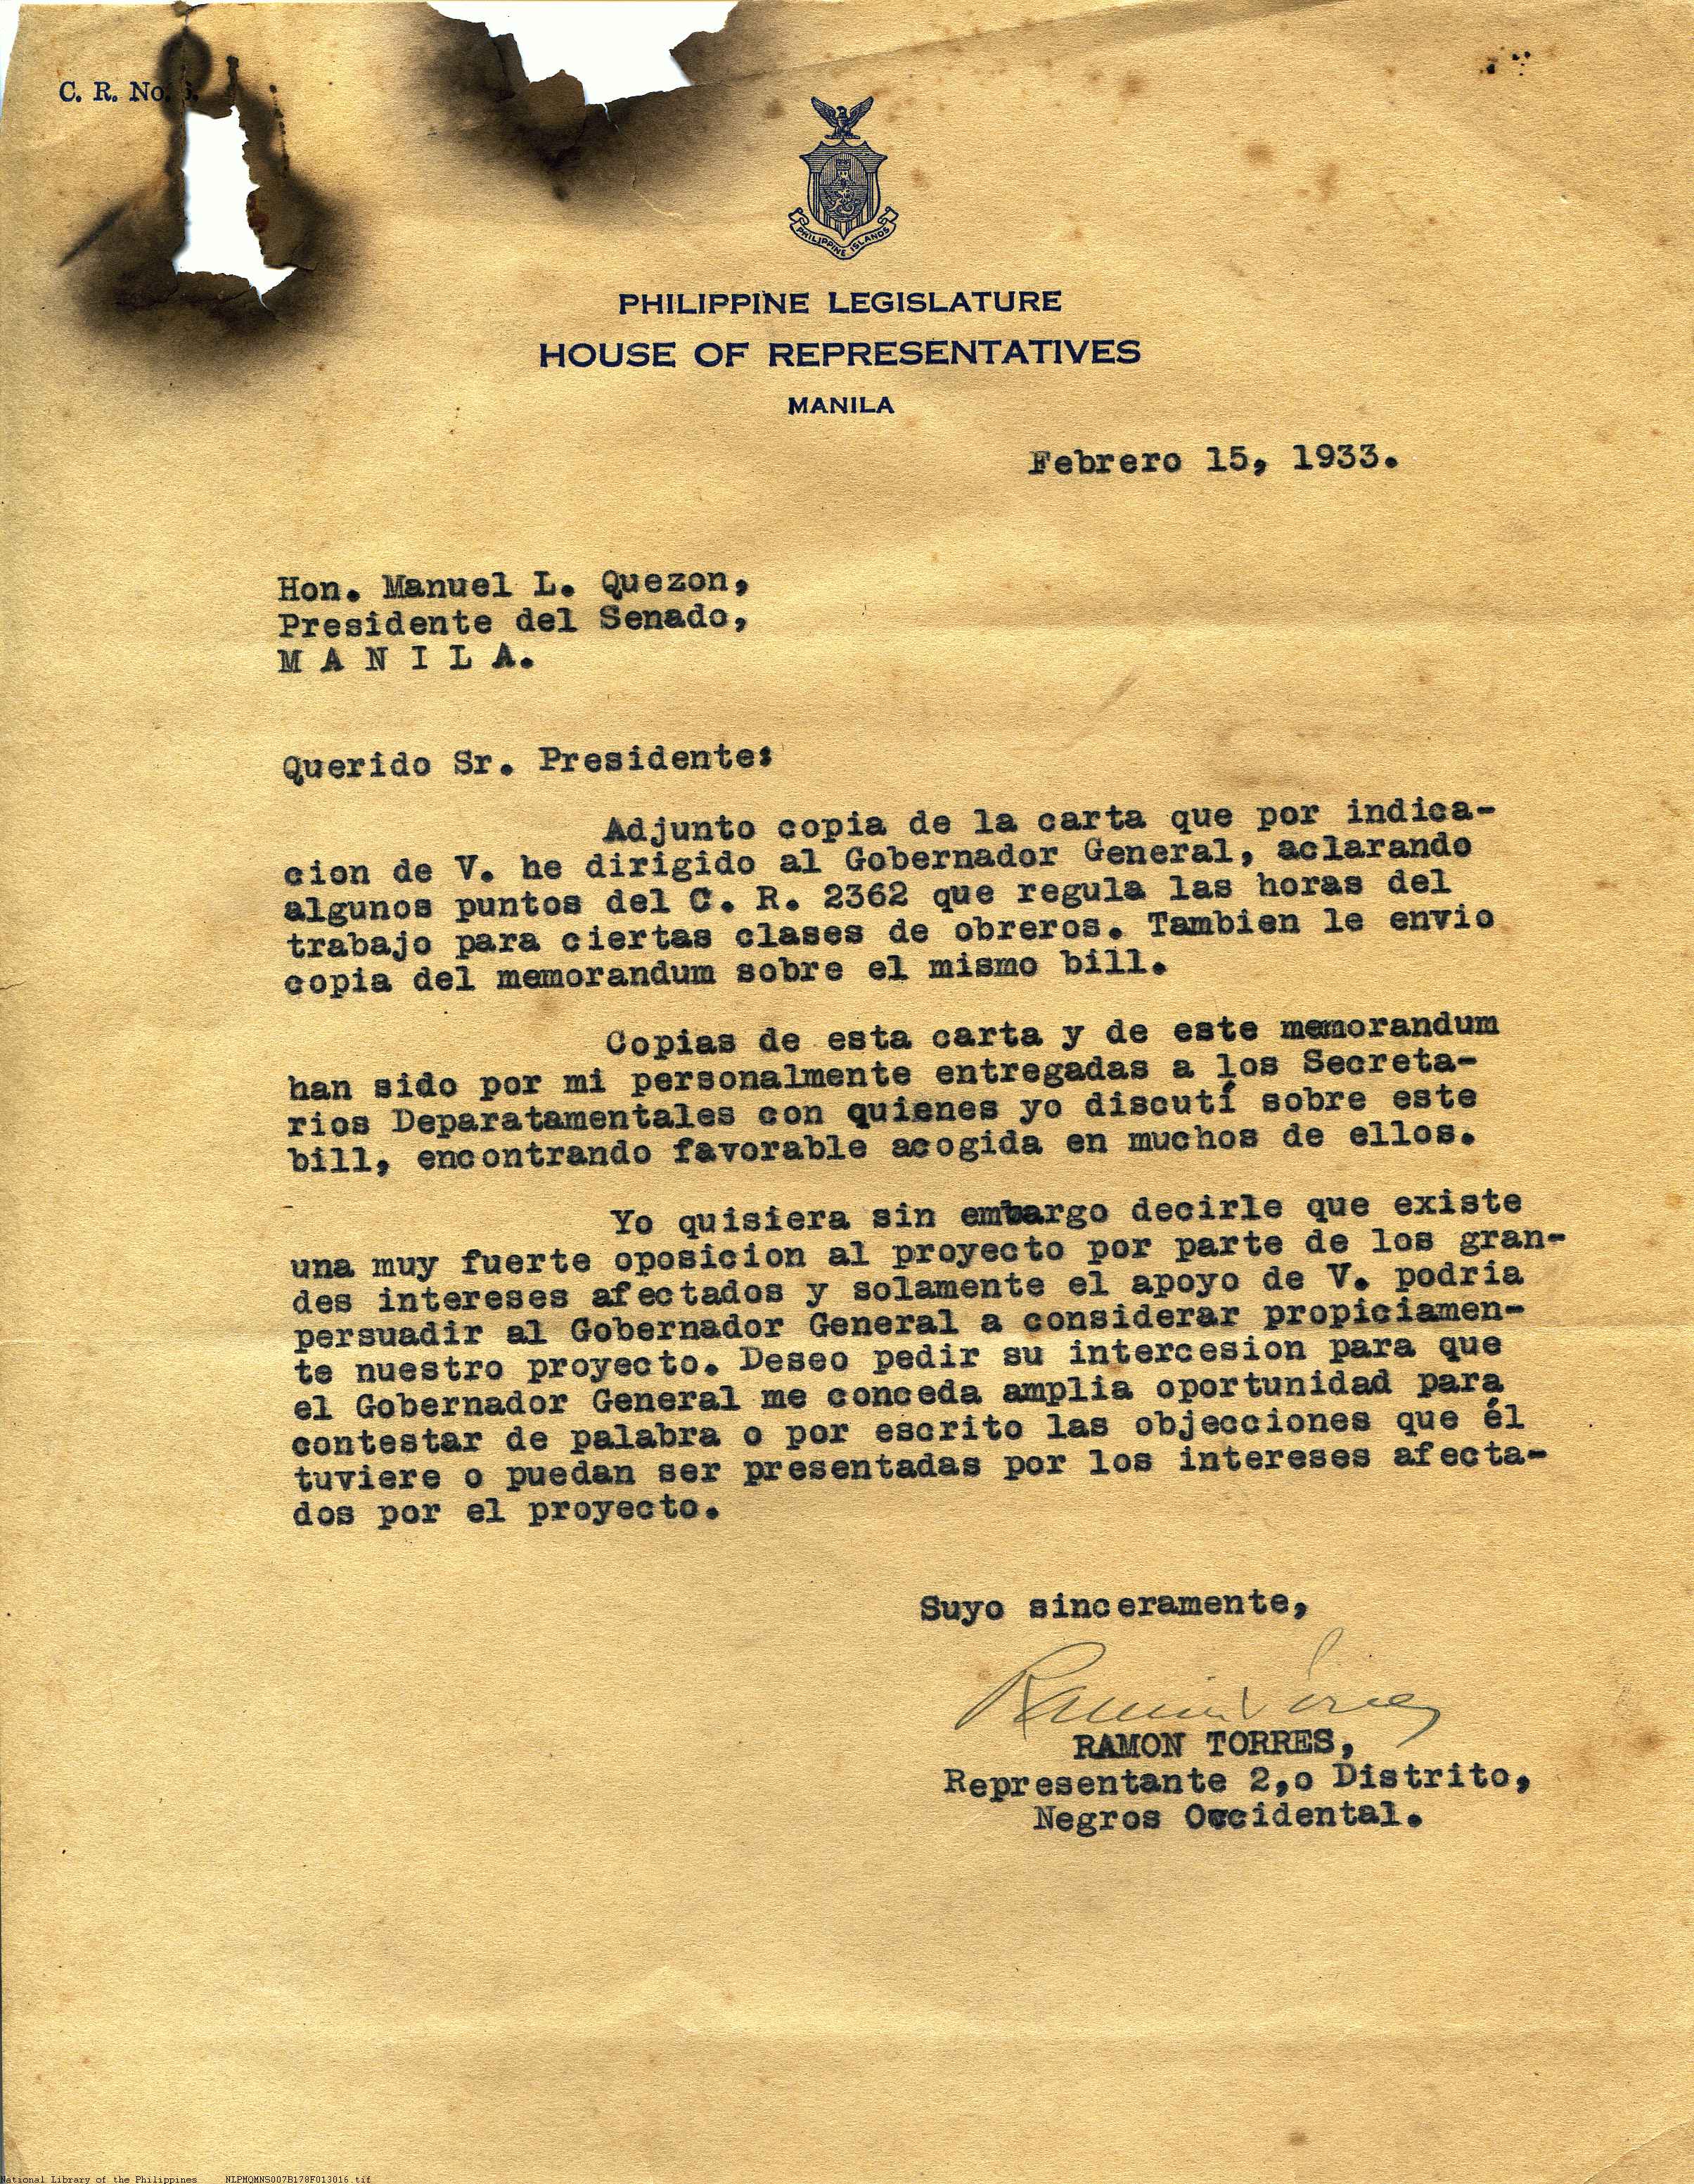 C. R. No.
PHILIPPINE ISLANDS
PHILIPPINE LEGISLATURE
HOUSE OF REPRESENTATIVES
MANILA
Febrero 15, 1933.
Hon. Manuel L. Quezon,
Presidente del Senado,
M A N I L A.
Querido Sr. Presidente:
Adjunto copia de la carta que por indica-
cion de V. he dirigido al Gobernador General, aclarando
algunos puntos del C. R. 2362 que regula las horas del
trabajo para ciertas clases de obreros. Tambien le envio
copia del memorandum sobre el mismo bill.
Copias de esta carta y de este memorandum
han sido por mi personalmente entregadas a los Secreta-
rios Deparatamentales con quienes yo discutí sobre este
bill, encontrando favorable acogida en muchos de ellos.
Yo quisiera sin embargo decirle que existe
una muy fuerte oposicion al proyecto por parte de los gran-
des intereses afectados y solamente el apoyo de V. podria
persuadir al Gobernador General a considerar propiciamen-
te nuestro proyecto. Deseo pedir su intercesion para que
el Gobernador General me conceda amplia oportunidad para
contestar de palabra o por escrito las objecciones que él
tuviere o puedan ser presentadas por los intereses afecta-
dos por el proyecto.
Suyo sinceramente,
Ramon Torres
RAMON TORRES,
Representante 2,o Distrito,
Negros Occidental.
National Library of the Philippines NLPMQMNS007B178F013016.tif